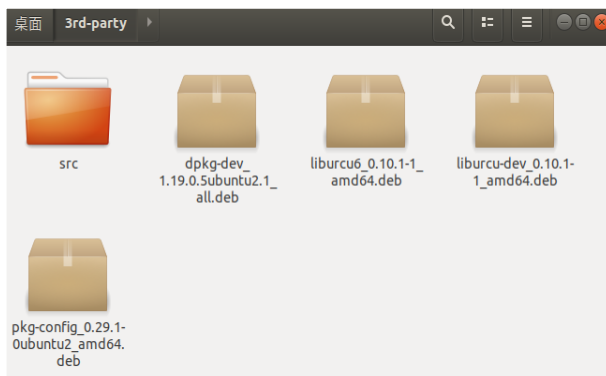 桌面 3rd-party
src
dpkg-dev_
1.19.0.5ubuntu2.1_
all.deb
liburcu6_0.10.1-1_
amd64.deb
liburcu-dev_0.10.1-
1_amd64.deb
pkg-config_0.29.1-
0ubuntu2_amd64.
deb